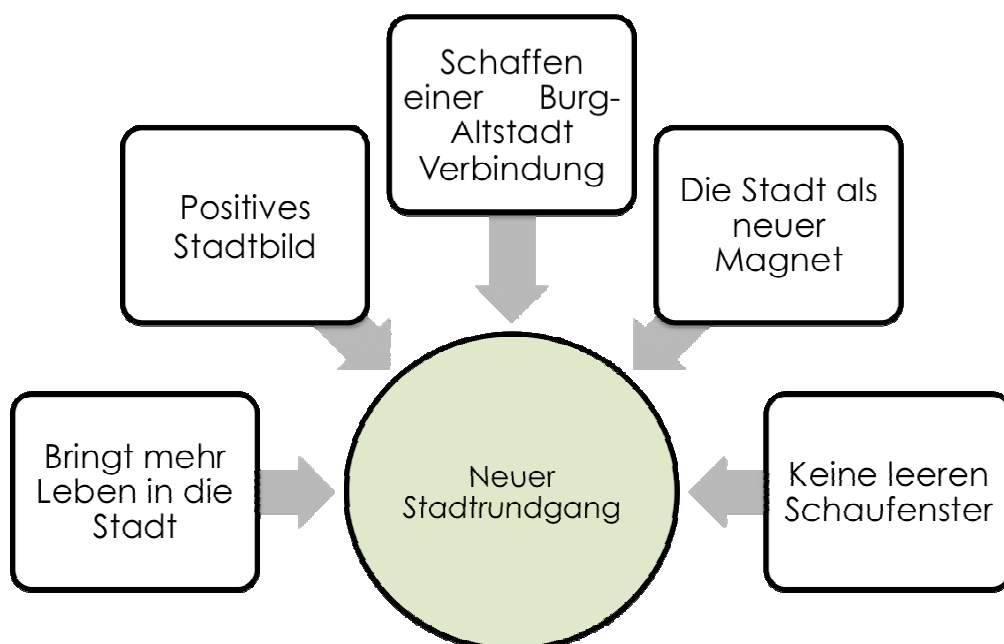 Schaffen
einer Burg-
Altstadt
Verbindung
Positives
Stadtbild
Die Stadt als
neuer
Magnet
Bringt mehr
Leben in die
Stadt
Neuer
Stadtrundgang
Keine leeren
Schaufenster